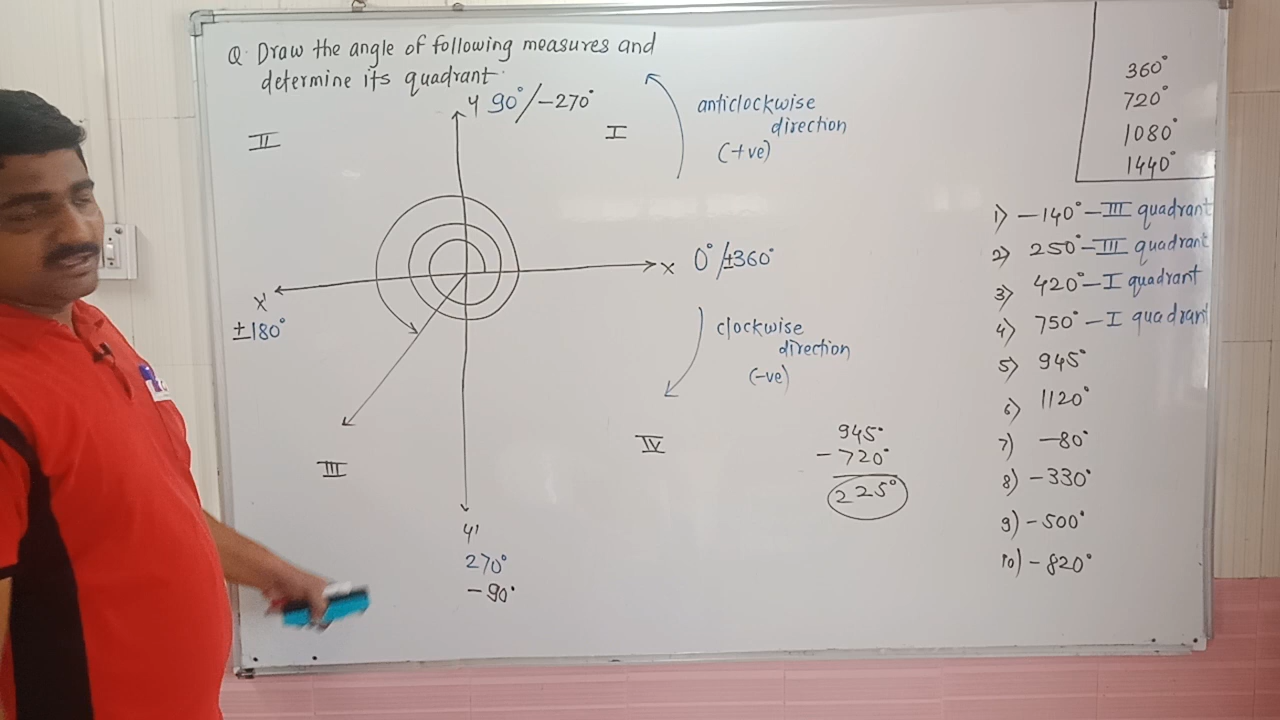 Q. Draw the angle of following measures and
determine its quadrant.
Y 90°/-270°
II
I
anticlockwise
direction
(+ve)
X 0°/±360°
X'
±180°
clockwise
direction
(-ve)
III
IV
Y'
270°
-90°
945°
-720°
225°
360°
720°
1080°
1440°
1) -140° - III quadrant
2) 250° - III quadrant
3) 420° - I quadrant
4) 750° - I quadrant
5) 945°
6) 1120°
7) -80°
8) -330°
9) -500°
10) -820°